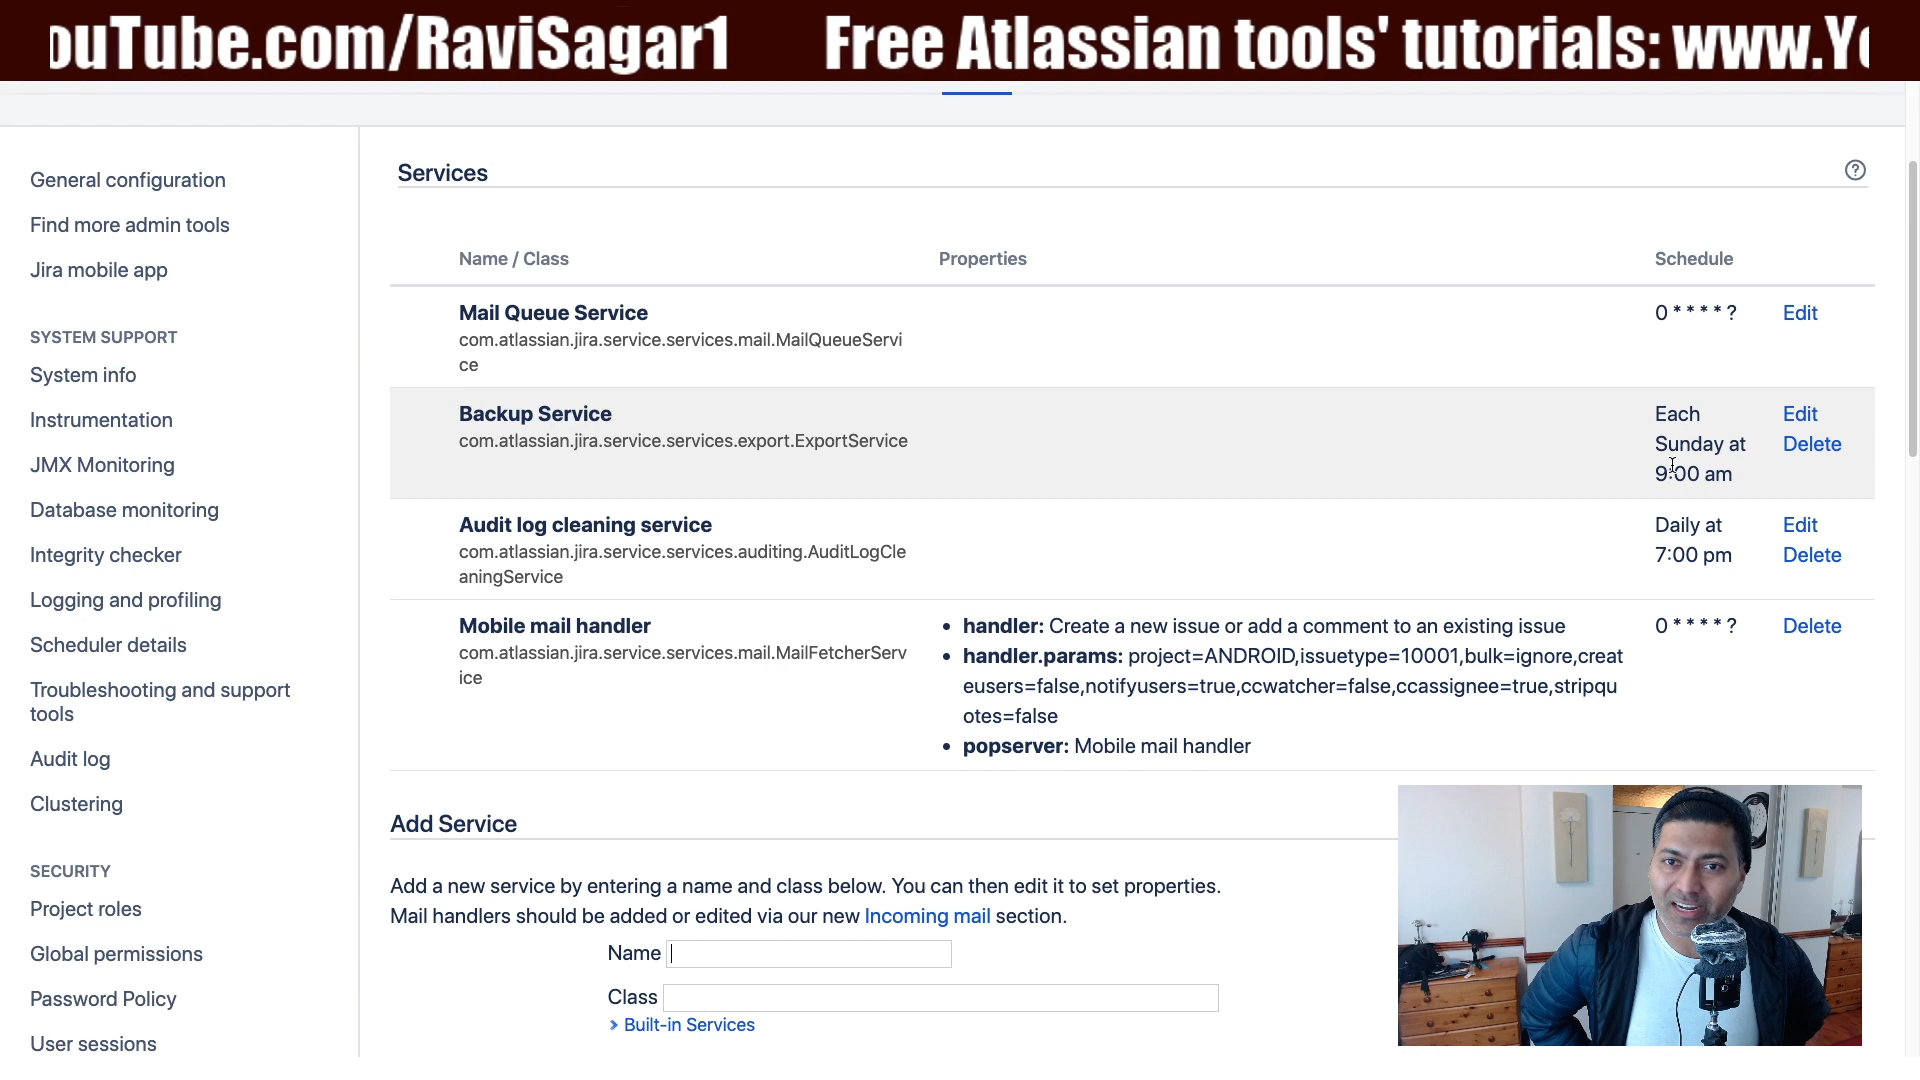 ouTube.com/RaviSagar1 Free Atlassian tools' tutorials: www.Yo
General configuration
Find more admin tools
Jira mobile app
SYSTEM SUPPORT
System info
Instrumentation
JMX Monitoring
Database monitoring
Integrity checker
Logging and profiling
Scheduler details
Troubleshooting and support
tools
Audit log
Clustering
SECURITY
Project roles
Global permissions
Password Policy
User sessions
Services
Name / Class Properties Schedule
Mail Queue Service 0 * * * * ? Edit
com.atlassian.jira.service.services.mail.MailQueueServi
ce
Backup Service Each Edit
com.atlassian.jira.service.services.export.ExportService Sunday at Delete
9:00 am
Audit log cleaning service Daily at Edit
com.atlassian.jira.service.services.auditing.AuditLogCle 7:00 pm Delete
aningService
Mobile mail handler • handler: Create a new issue or add a comment to an existing issue 0 * * * * ? Delete
com.atlassian.jira.service.services.mail.MailFetcherServ • handler.params: project=ANDROID,issuetype=10001,bulk=ignore,creat
ice eusers=false,notifyusers=true,ccwatcher=false,ccassignee=true,stripqu
otes=false
• popserver: Mobile mail handler
Add Service
Add a new service by entering a name and class below. You can then edit it to set properties.
Mail handlers should be added or edited via our new Incoming mail section.
Name
Class
> Built-in Services